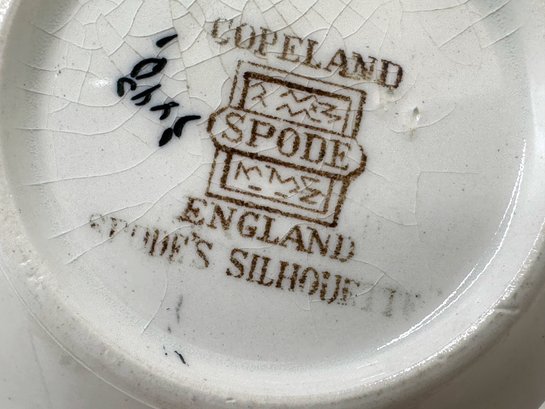 COPELAND
SPODE
ENGLAND
SPODE'S SILHOUETTE